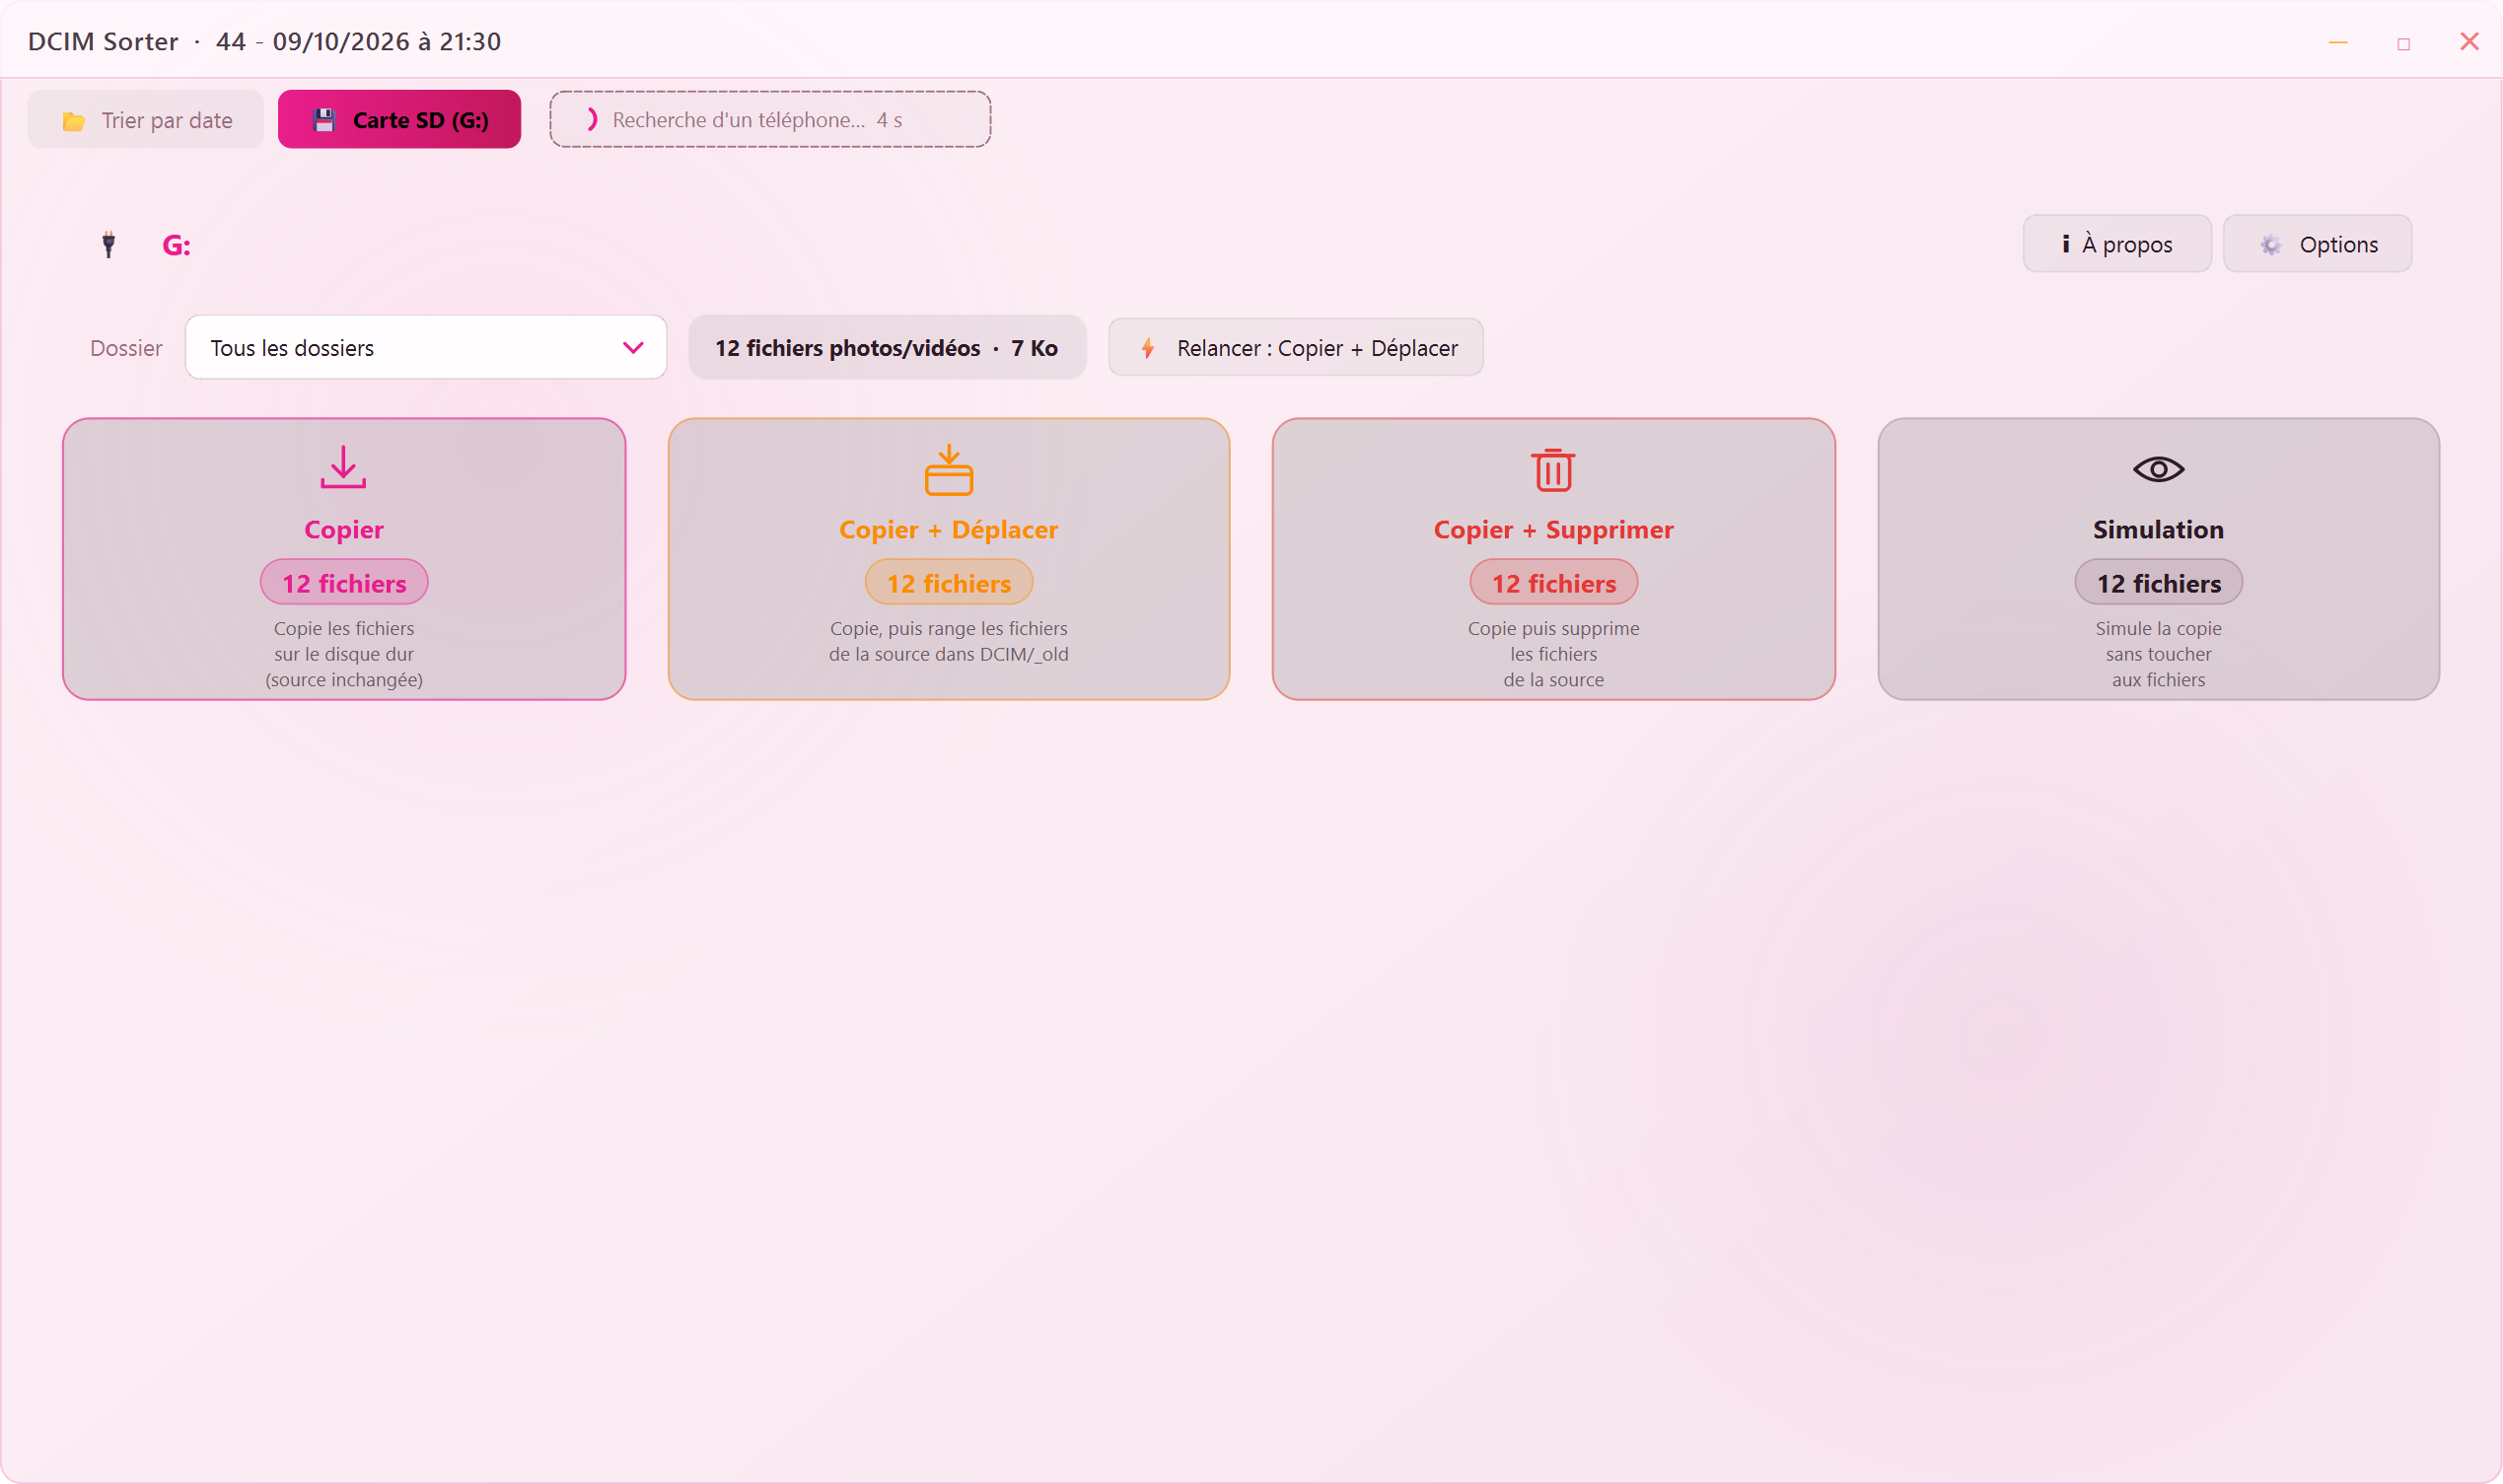 DCIM Sorter · 44 - 09/10/2026 à 21:30
Trier par date
Carte SD (G:)
Recherche d'un téléphone... 4 s
G:
À propos
Options
Dossier
Tous les dossiers
12 fichiers photos/vidéos · 7 Ko
Relancer : Copier + Déplacer
Copier
12 fichiers
Copie les fichiers
sur le disque dur
(source inchangée)
Copier + Déplacer
12 fichiers
Copie, puis range les fichiers
de la source dans DCIM/_old
Copier + Supprimer
12 fichiers
Copie puis supprime
les fichiers
de la source
Simulation
12 fichiers
Simule la copie
sans toucher
aux fichiers